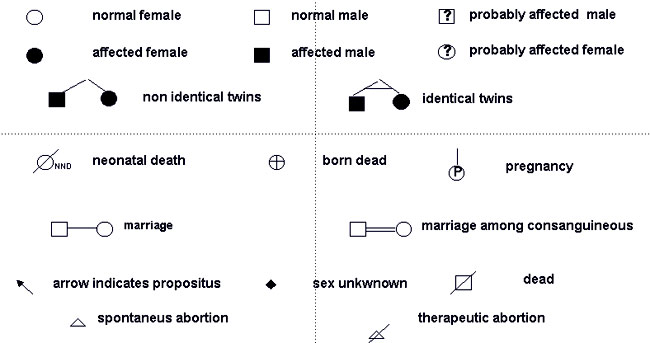 normal female
normal male
? probably affected male
affected female
affected male
? probably affected female
non identical twins
identical twins
NND neonatal death
born dead
P pregnancy
marriage
marriage among consanguineous
arrow indicates propositus
sex unkwnown
dead
spontaneus abortion
therapeutic abortion